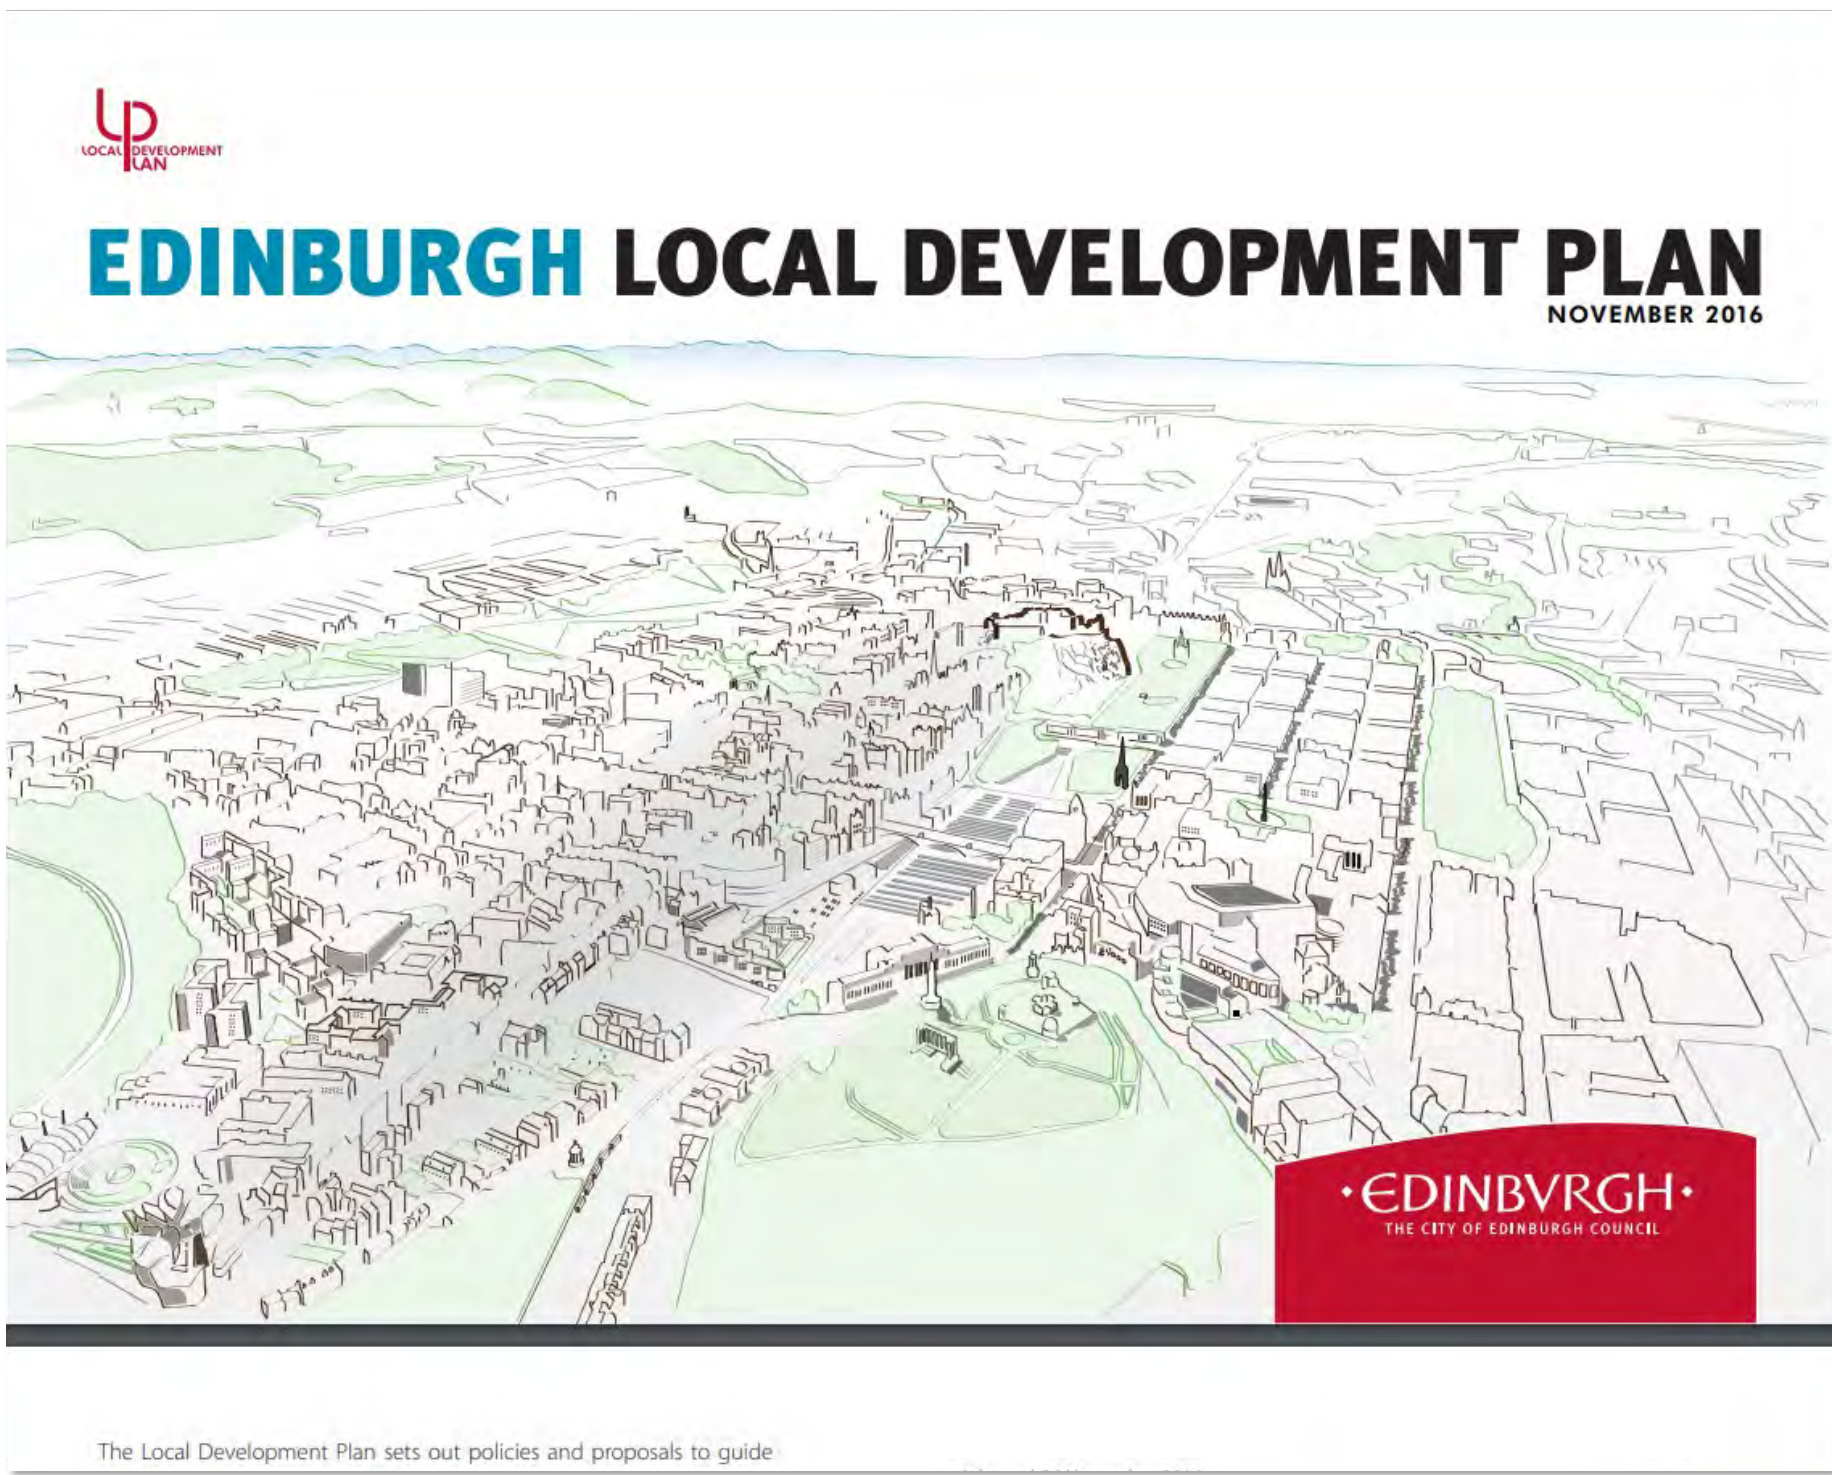 LOCAL DEVELOPMENT
PLAN
EDINBURGH LOCAL DEVELOPMENT PLAN
NOVEMBER 2016
•EDINBVRGH•
THE CITY OF EDINBURGH COUNCIL
The Local Development Plan sets out policies and proposals to guide